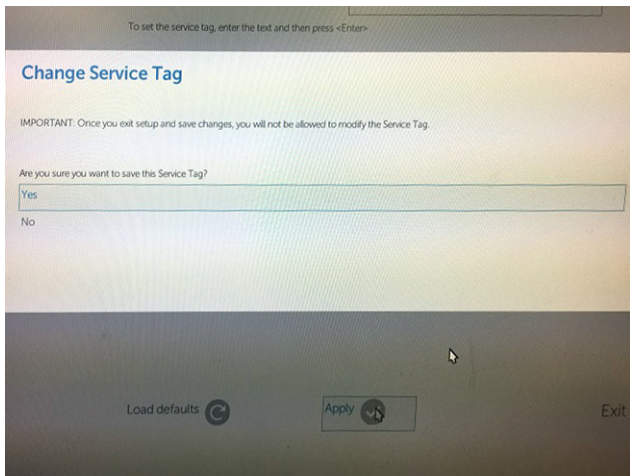 To set the service tag, enter the text and then press <Enter>
Change Service Tag
IMPORTANT: Once you exit setup and save changes, you will not be allowed to modify the Service Tag.
Are you sure you want to save this Service Tag?
Yes
No
Load defaults
Apply
Exit